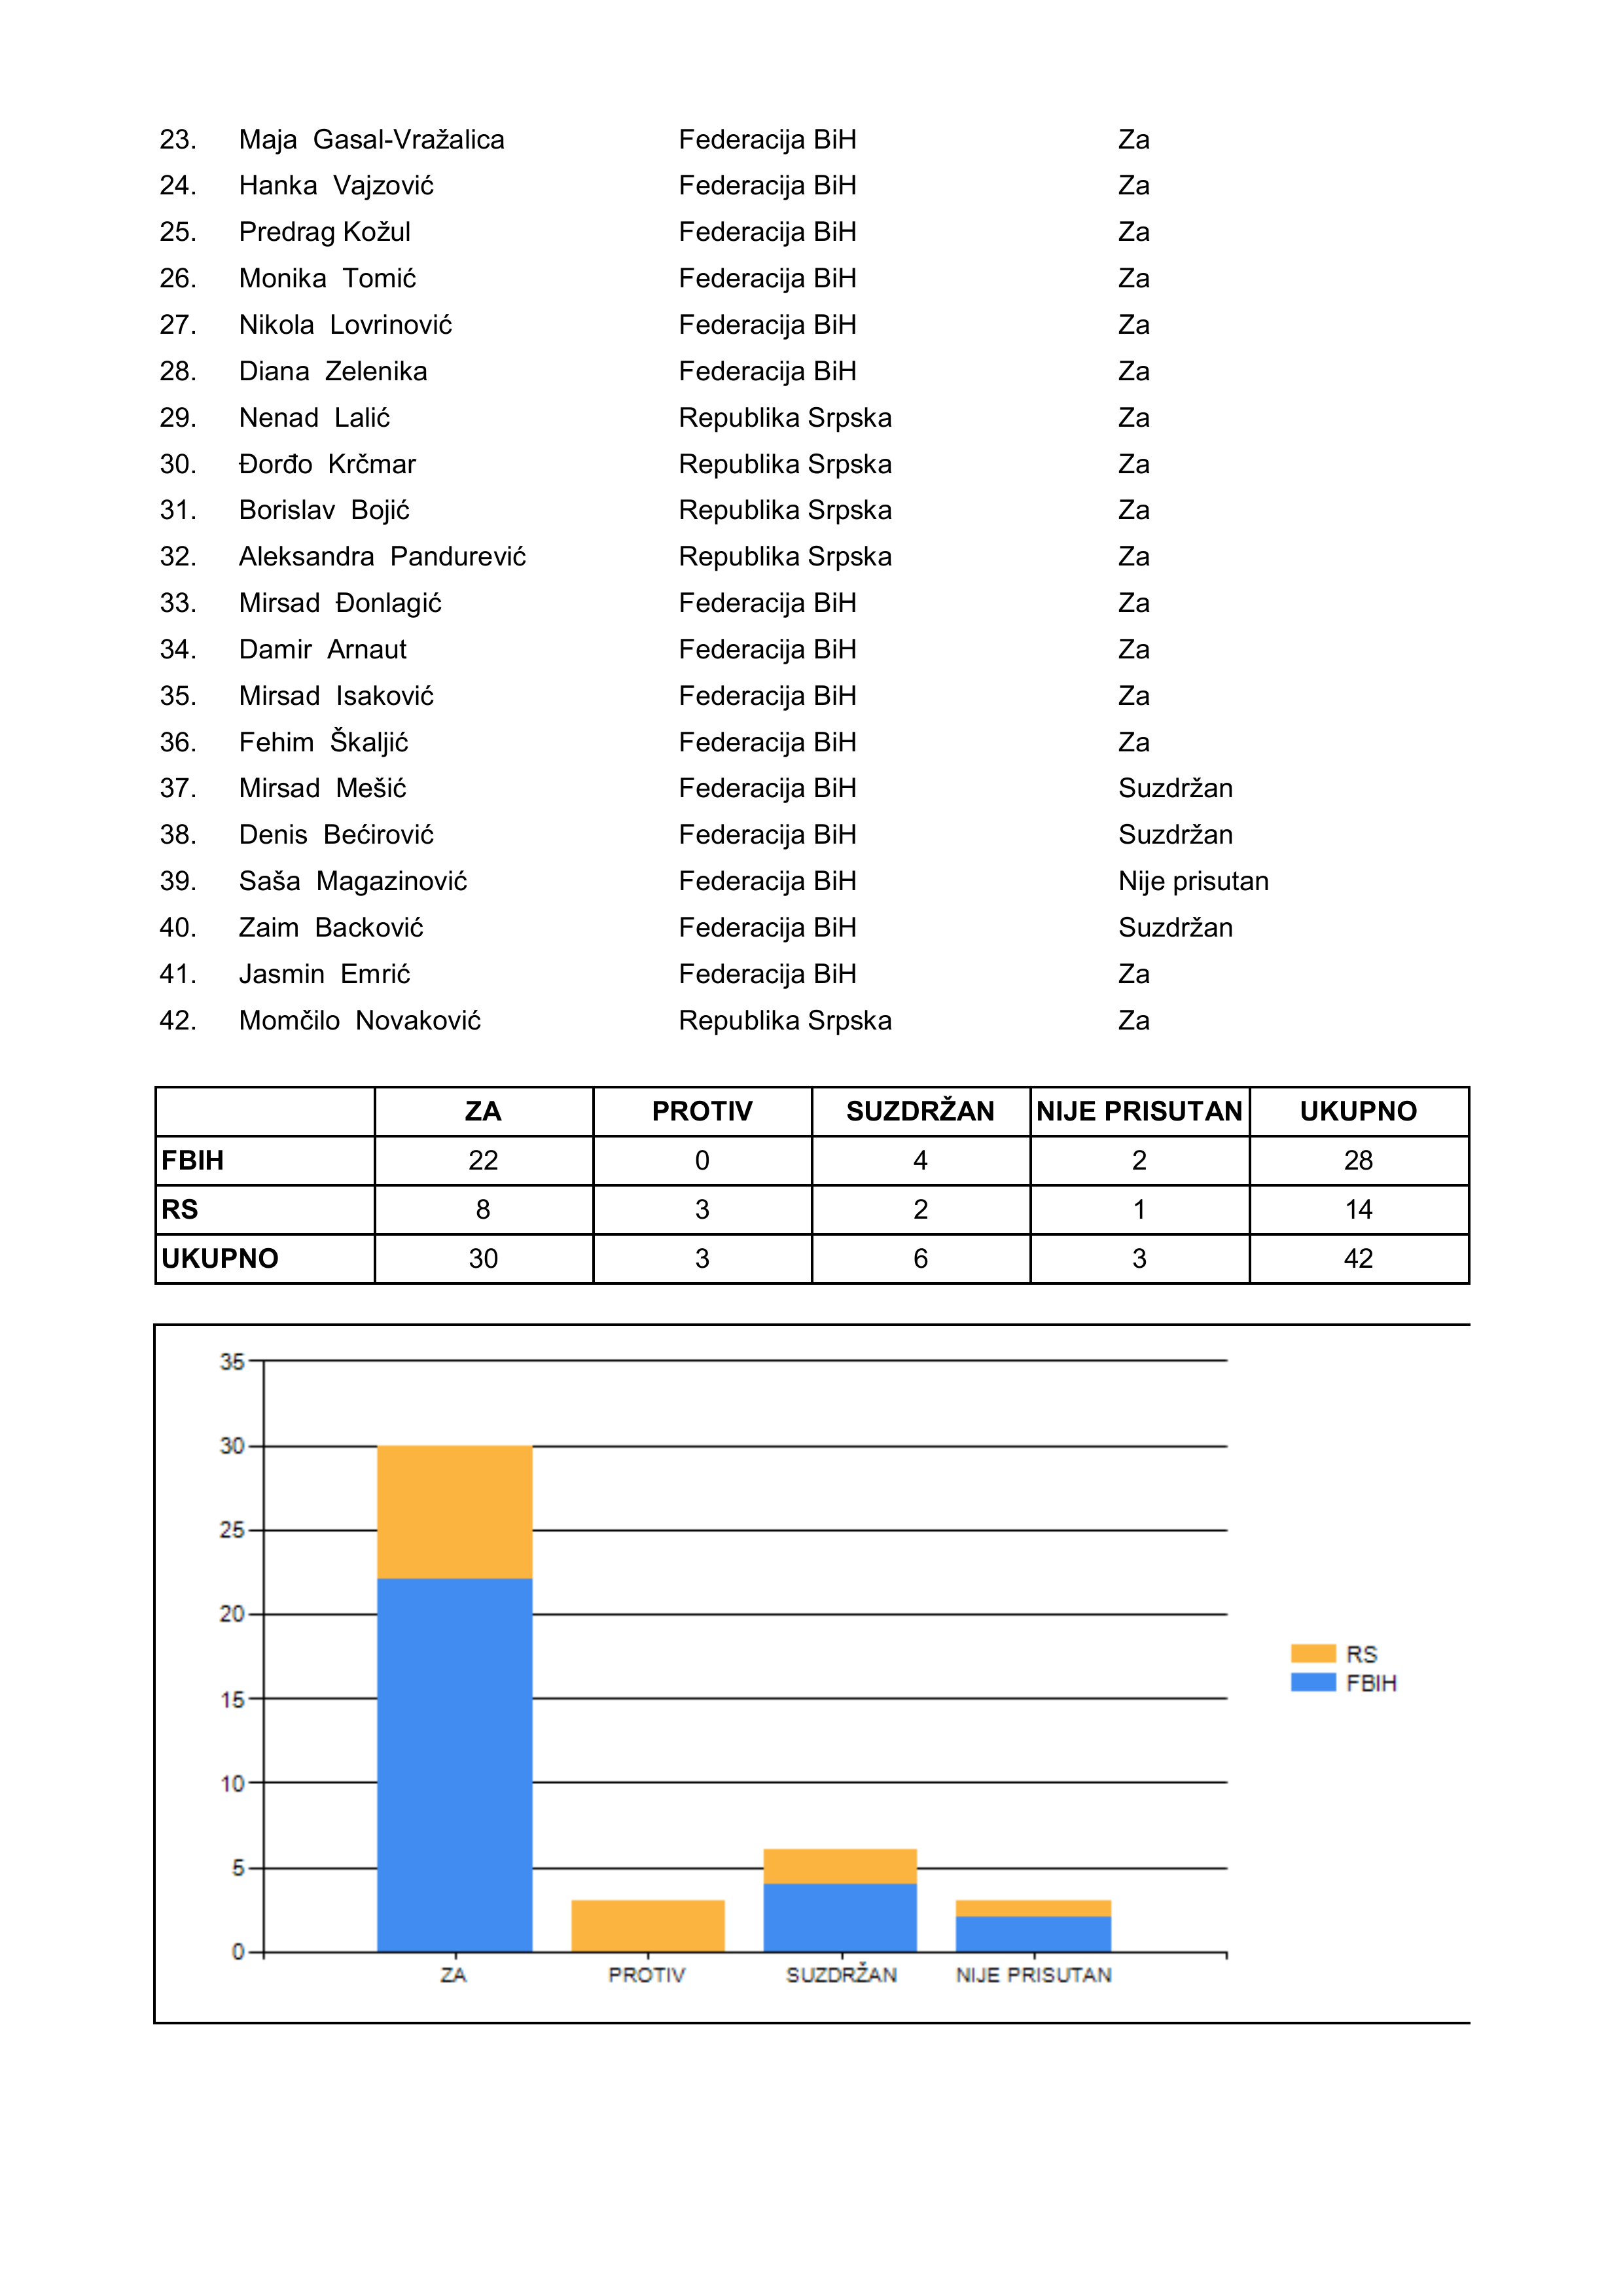 23. Maja Gasal-Vražalica Federacija BiH Za
24. Hanka Vajzović Federacija BiH Za
25. Predrag Kožul Federacija BiH Za
26. Monika Tomić Federacija BiH Za
27. Nikola Lovrinović Federacija BiH Za
28. Diana Zelenika Federacija BiH Za
29. Nenad Lalić Republika Srpska Za
30. Đorđo Krčmar Republika Srpska Za
31. Borislav Bojić Republika Srpska Za
32. Aleksandra Pandurević Republika Srpska Za
33. Mirsad Đonlagić Federacija BiH Za
34. Damir Arnaut Federacija BiH Za
35. Mirsad Isaković Federacija BiH Za
36. Fehim Škaljić Federacija BiH Za
37. Mirsad Mešić Federacija BiH Suzdržan
38. Denis Bećirović Federacija BiH Suzdržan
39. Saša Magazinović Federacija BiH Nije prisutan
40. Zaim Backović Federacija BiH Suzdržan
41. Jasmin Emrić Federacija BiH Za
42. Momčilo Novaković Republika Srpska Za
ZA PROTIV SUZDRŽAN NIJE PRISUTAN UKUPNO
FBIH 22 0 4 2 28
RS 8 3 2 1 14
UKUPNO 30 3 6 3 42
35
30
25
20
15
10
5
0
ZA PROTIV SUZDRŽAN NIJE PRISUTAN
RS
FBIH